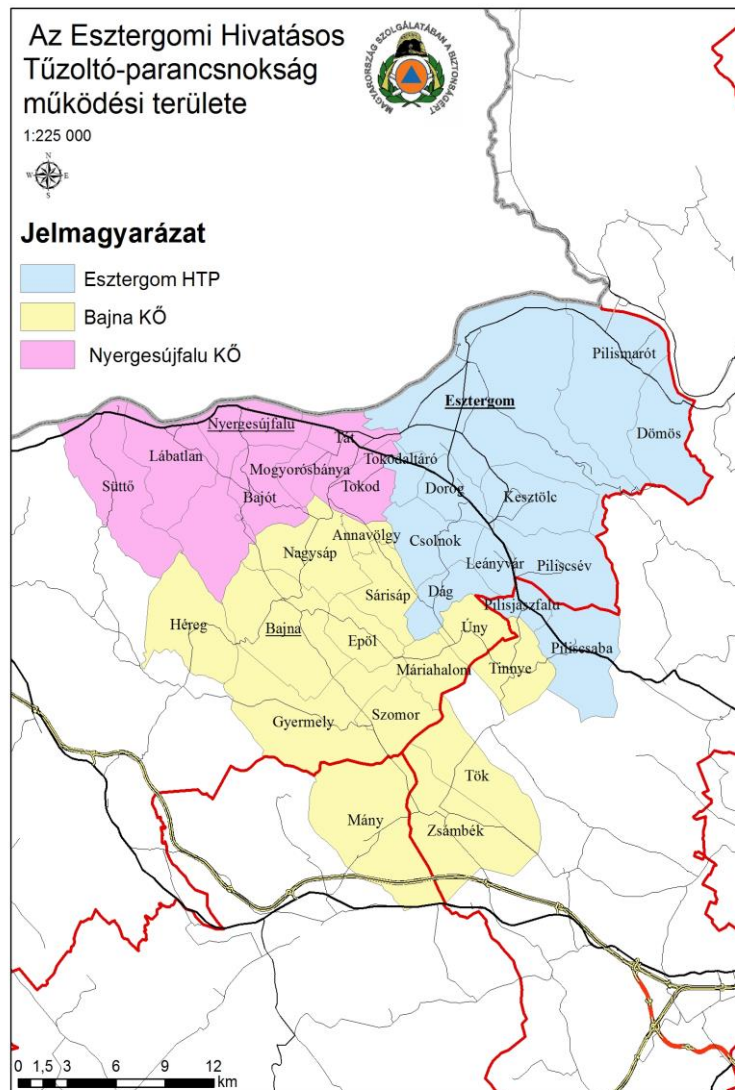 Az Esztergomi Hivatásos
Tűzoltó-parancsnokság
működési területe
1:225 000
MAGYARORSZÁG SZOLGÁLATÁBAN A BIZTONSÁGÉRT
N
W E
S
Jelmagyarázat
Esztergom HTP
Bajna KŐ
Nyergesújfalu KŐ
Pilismarót
Esztergom
Dömös
Nyergesújfalu
Tát
Lábatlan
Tokodaltáró
Mogyorósbánya
Süttő
Bajót
Tokod
Dorog
Kesztölc
Annavölgy
Csolnok
Nagysáp
Leányvár
Piliscsév
Sárisáp
Dág
Pilisjászfalu
Héreg
Bajna
Úny
Epöl
Piliscsaba
Máriahalom
Tinnye
Gyermely
Szomor
Tök
Mány
Zsámbék
0 1,5 3 6 9 12
km